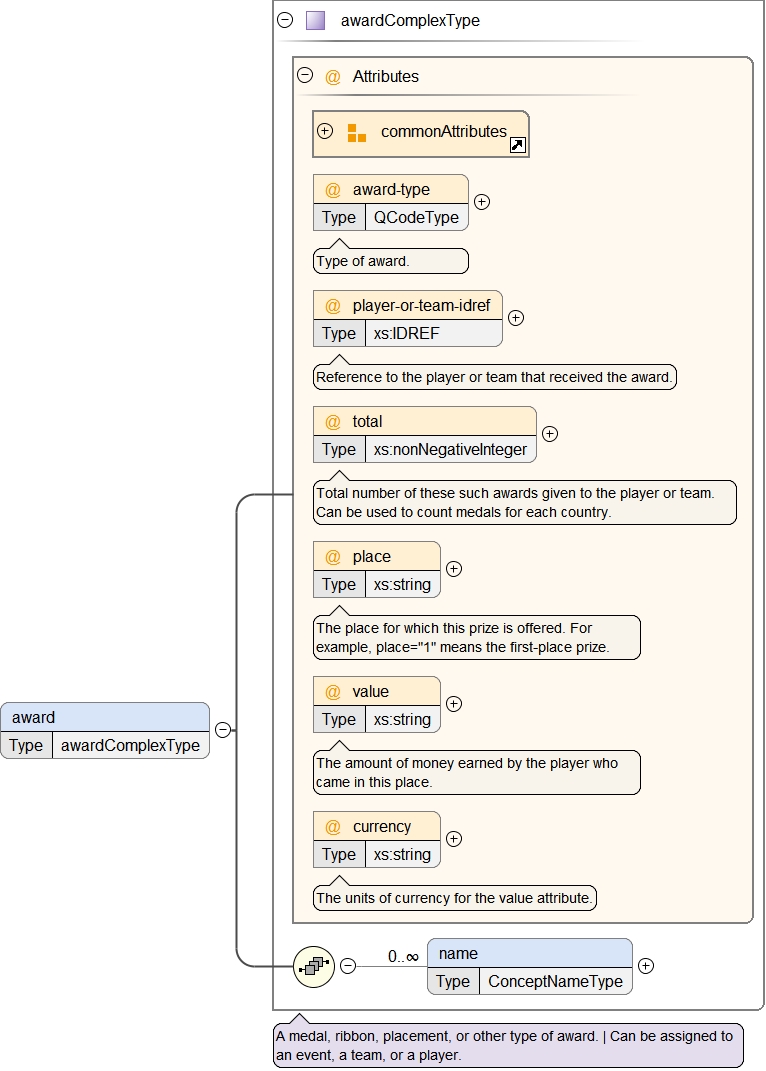 awardComplexType
@ Attributes
commonAttributes
@ award-type
Type QCodeType
Type of award.
@ player-or-team-idref
Type xs:IDREF
Reference to the player or team that received the award.
@ total
Type xs:nonNegativeInteger
Total number of these such awards given to the player or team.
Can be used to count medals for each country.
@ place
Type xs:string
The place for which this prize is offered. For
example, place="1" means the first-place prize.
@ value
Type xs:string
The amount of money earned by the player who
came in this place.
@ currency
Type xs:string
The units of currency for the value attribute.
award
Type awardComplexType
0..∞
name
Type ConceptNameType
A medal, ribbon, placement, or other type of award. | Can be assigned to
an event, a team, or a player.